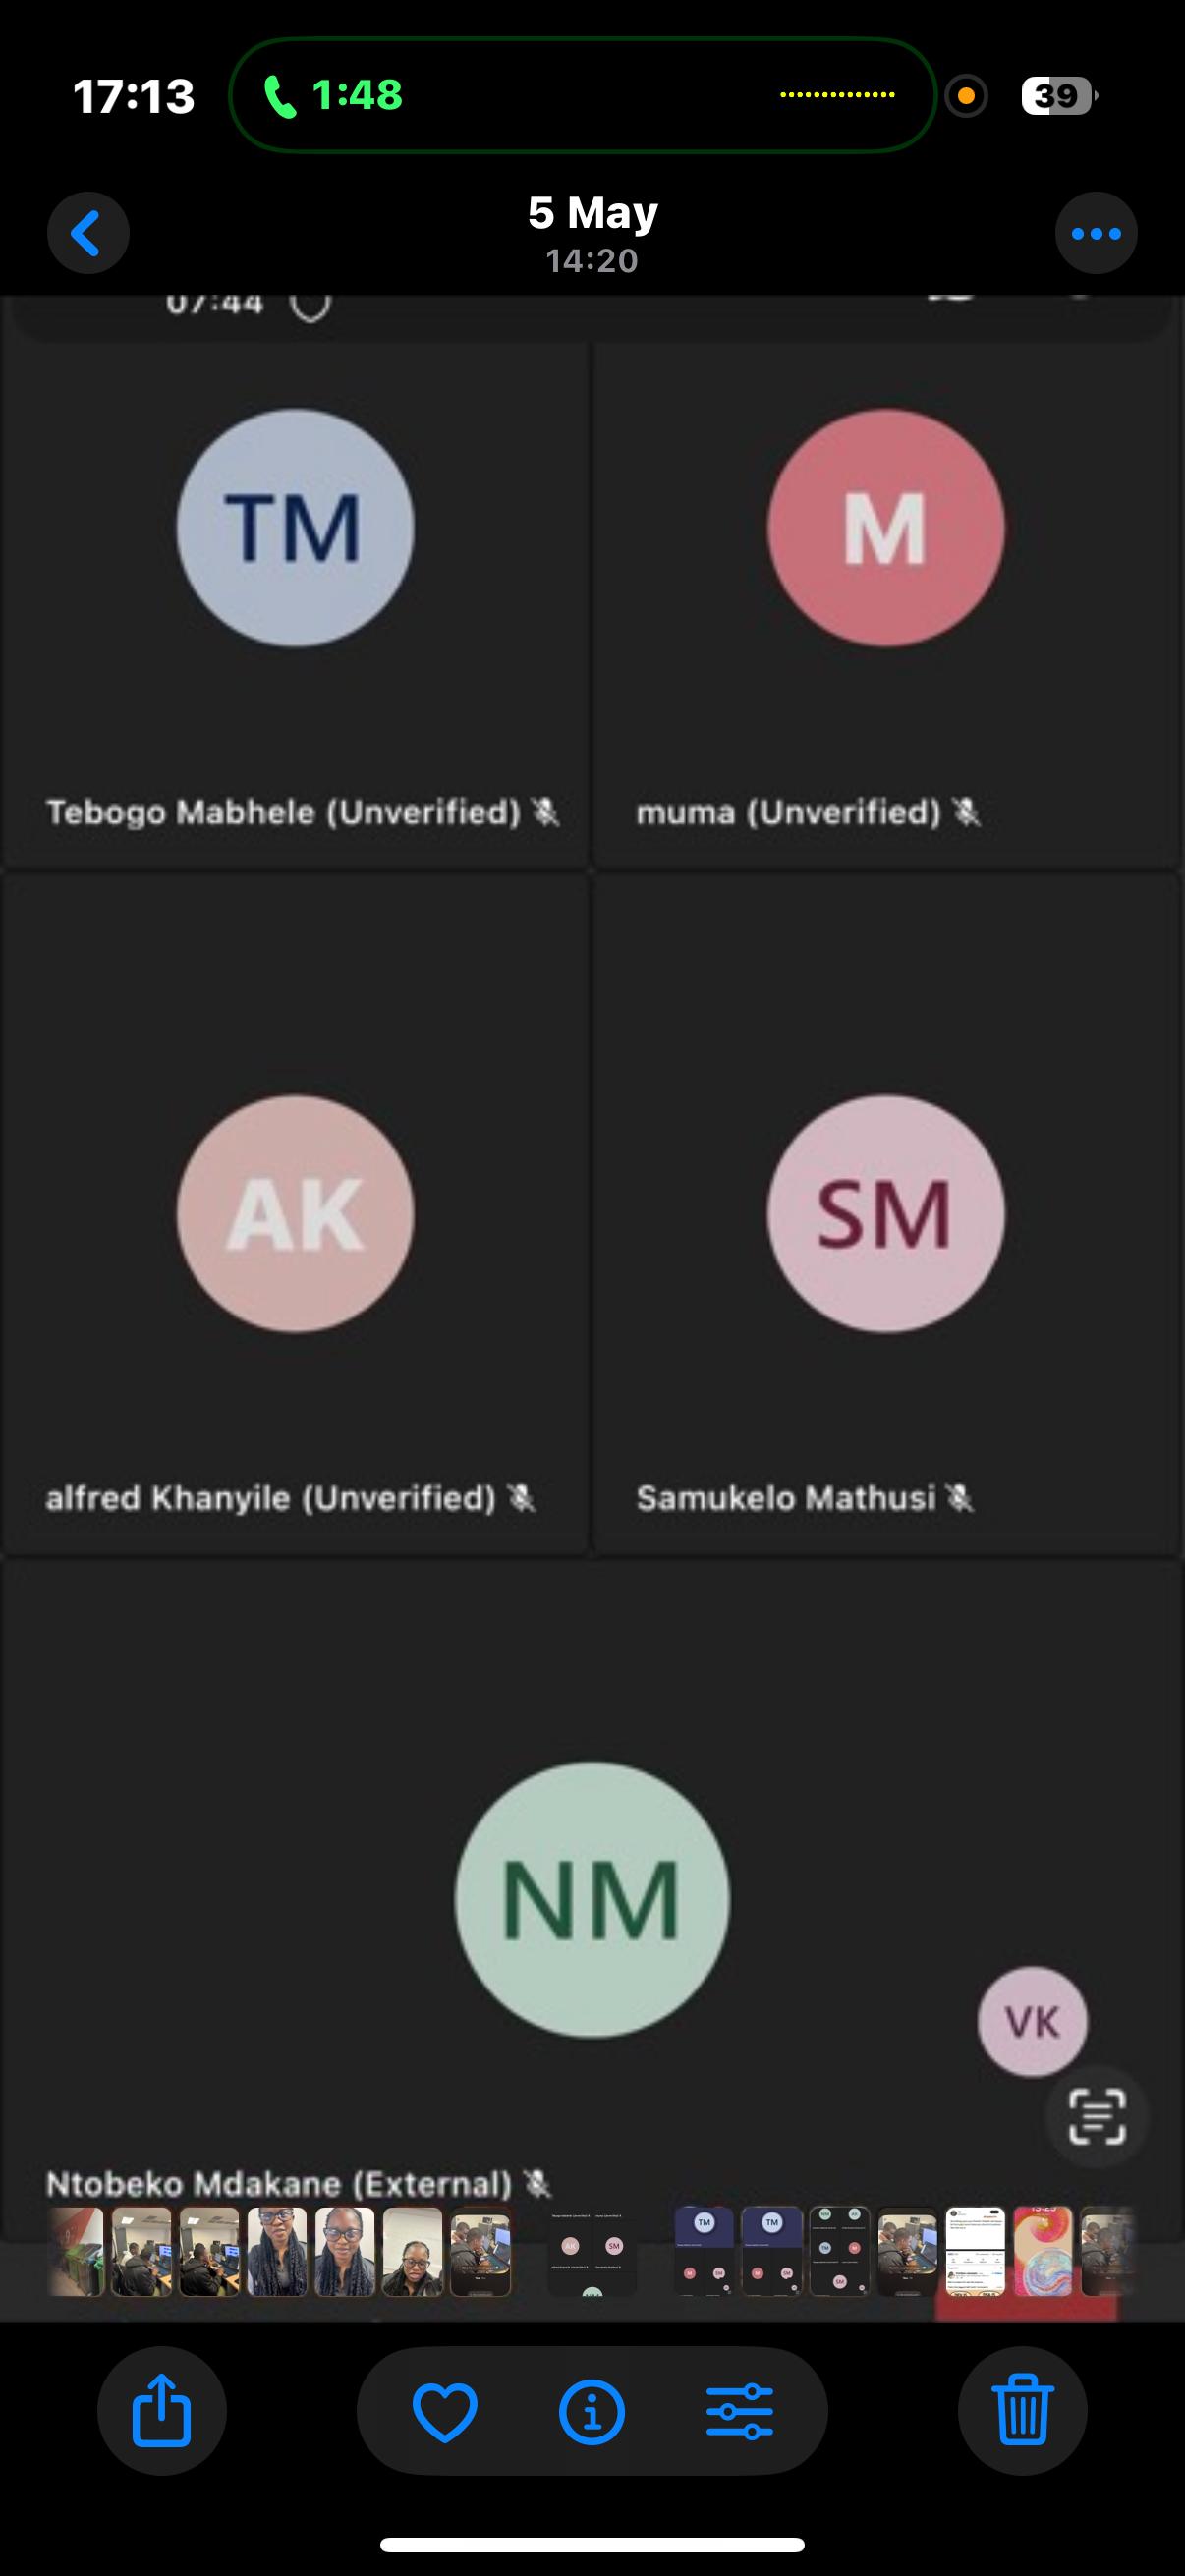 17:13 1:48 39
5 May
14:20
07:44
TM
M
Tebogo Mabhele (Unverified)
muma (Unverified)
AK
SM
alfred Khanyile (Unverified)
Samukelo Mathusi
NM
VK
Ntobeko Mdakane (External)